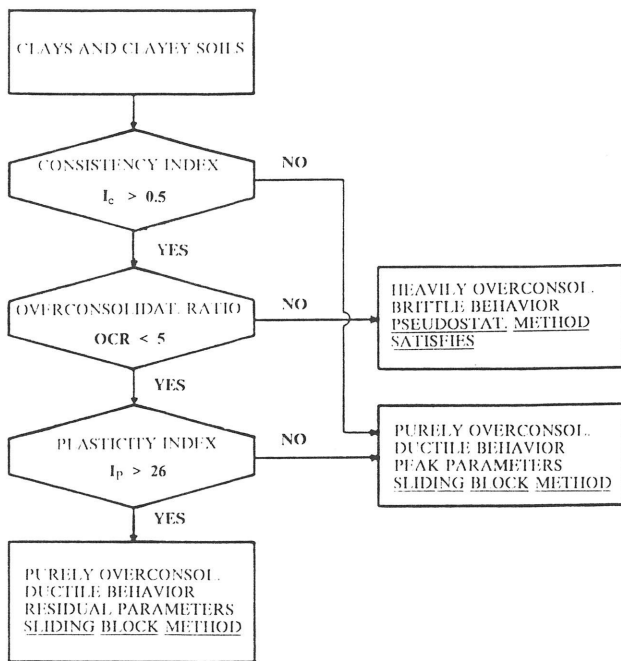 CLAYS AND CLAYEY SOILS
CONSISTENCY INDEX
NO
Ic > 0.5
YES
OVERCONSOLIDAT. RATIO
NO
OCR < 5
HEAVILY OVERCONSOL.
BRITTLE BEHAVIOR
PSEUDOSTAT. METHOD
SATISFIES
YES
PLASTICITY INDEX
NO
Ip > 26
PURELY OVERCONSOL.
DUCTILE BEHAVIOR
PEAK PARAMETERS
SLIDING BLOCK METHOD
YES
PURELY OVERCONSOL.
DUCTILE BEHAVIOR
RESIDUAL PARAMETERS
SLIDING BLOCK METHOD